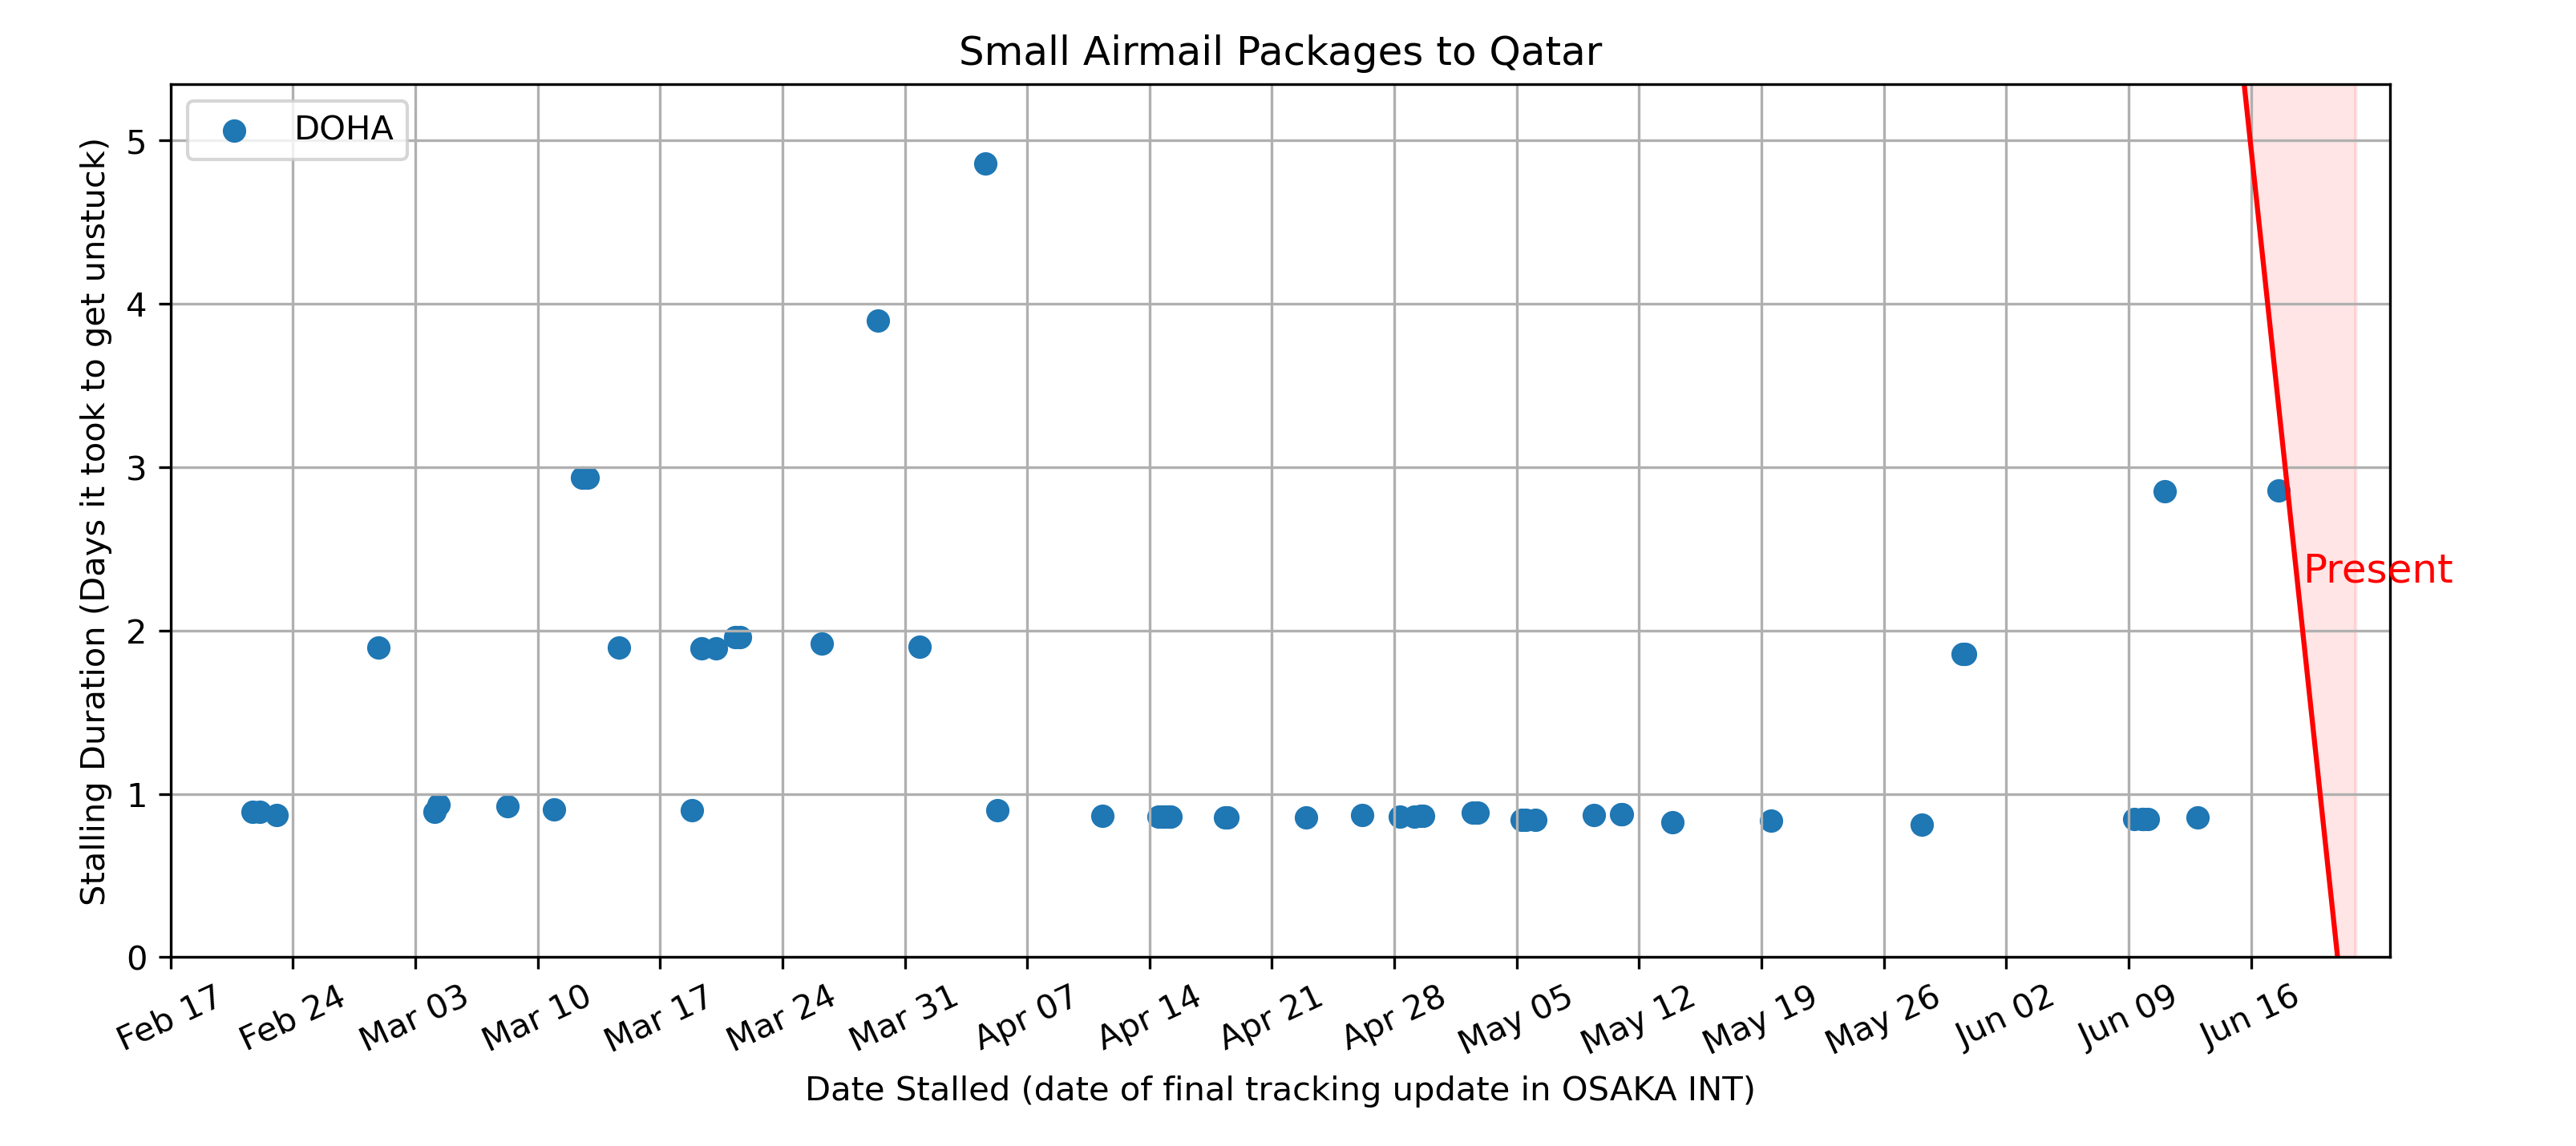 Small Airmail Packages to Qatar
DOHA
Stalling Duration (Days it took to get unstuck)
5
4
3
2
1
0
Present
Feb 17
Feb 24
Mar 03
Mar 10
Mar 17
Mar 24
Mar 31
Apr 07
Apr 14
Apr 21
Apr 28
May 05
May 12
May 19
May 26
Jun 02
Jun 09
Jun 16
Date Stalled (date of final tracking update in OSAKA INT)